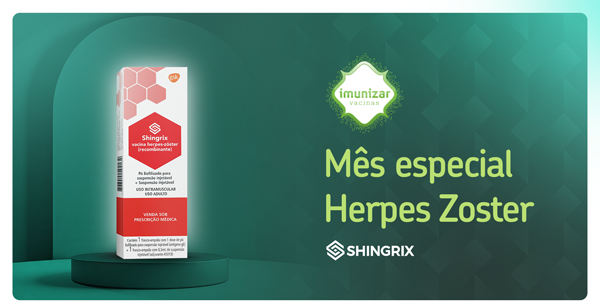 gsk
Shingrix
vacina herpes-zóster
(recombinante)
Pó liofilizado para
suspensão injetável
+ Suspensão injetável
USO INTRAMUSCULAR
USO ADULTO
VENDA SOB
PRESCRIÇÃO MÉDICA
imunizar
vacinas
Mês especial
Herpes Zoster
SHINGRIX